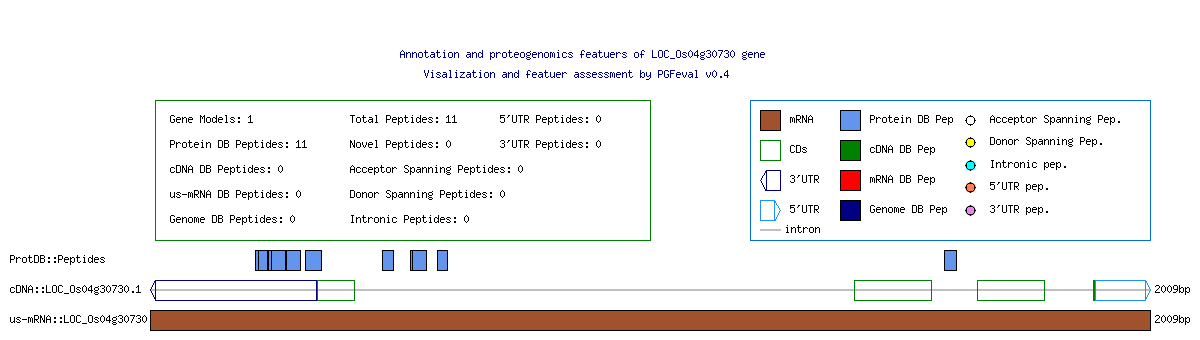 Annotation and proteogenomics featuers of LOC_Os04g30730 gene
Visalization and featuer assessment by PGFeval v0.4
Gene Models: 1 Total Peptides: 11 5'UTR Peptides: 0
Protein DB Peptides: 11 Novel Peptides: 0 3'UTR Peptides: 0
cDNA DB Peptides: 0 Acceptor Spanning Peptides: 0
us-mRNA DB Peptides: 0 Donor Spanning Peptides: 0
Genome DB Peptides: 0 Intronic Peptides: 0
mRNA Protein DB Pep Acceptor Spanning Pep.
CDs cDNA DB Pep Donor Spanning Pep.
3'UTR mRNA DB Pep Intronic pep.
5'UTR Genome DB Pep 5'UTR pep.
intron 3'UTR pep.
ProtDB::Peptides
cDNA::LOC_Os04g30730.1 2009bp
us-mRNA::LOC_Os04g30730 2009bp